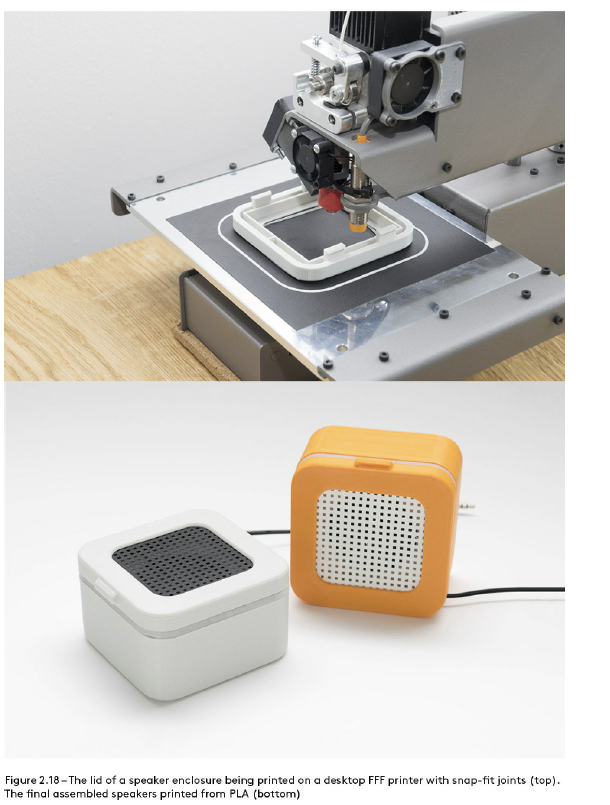 Figure 2.18–The lid of a speaker enclosure being printed on a desktop FFF printer with snap-fit joints (top).
The final assembled speakers printed from PLA (bottom)